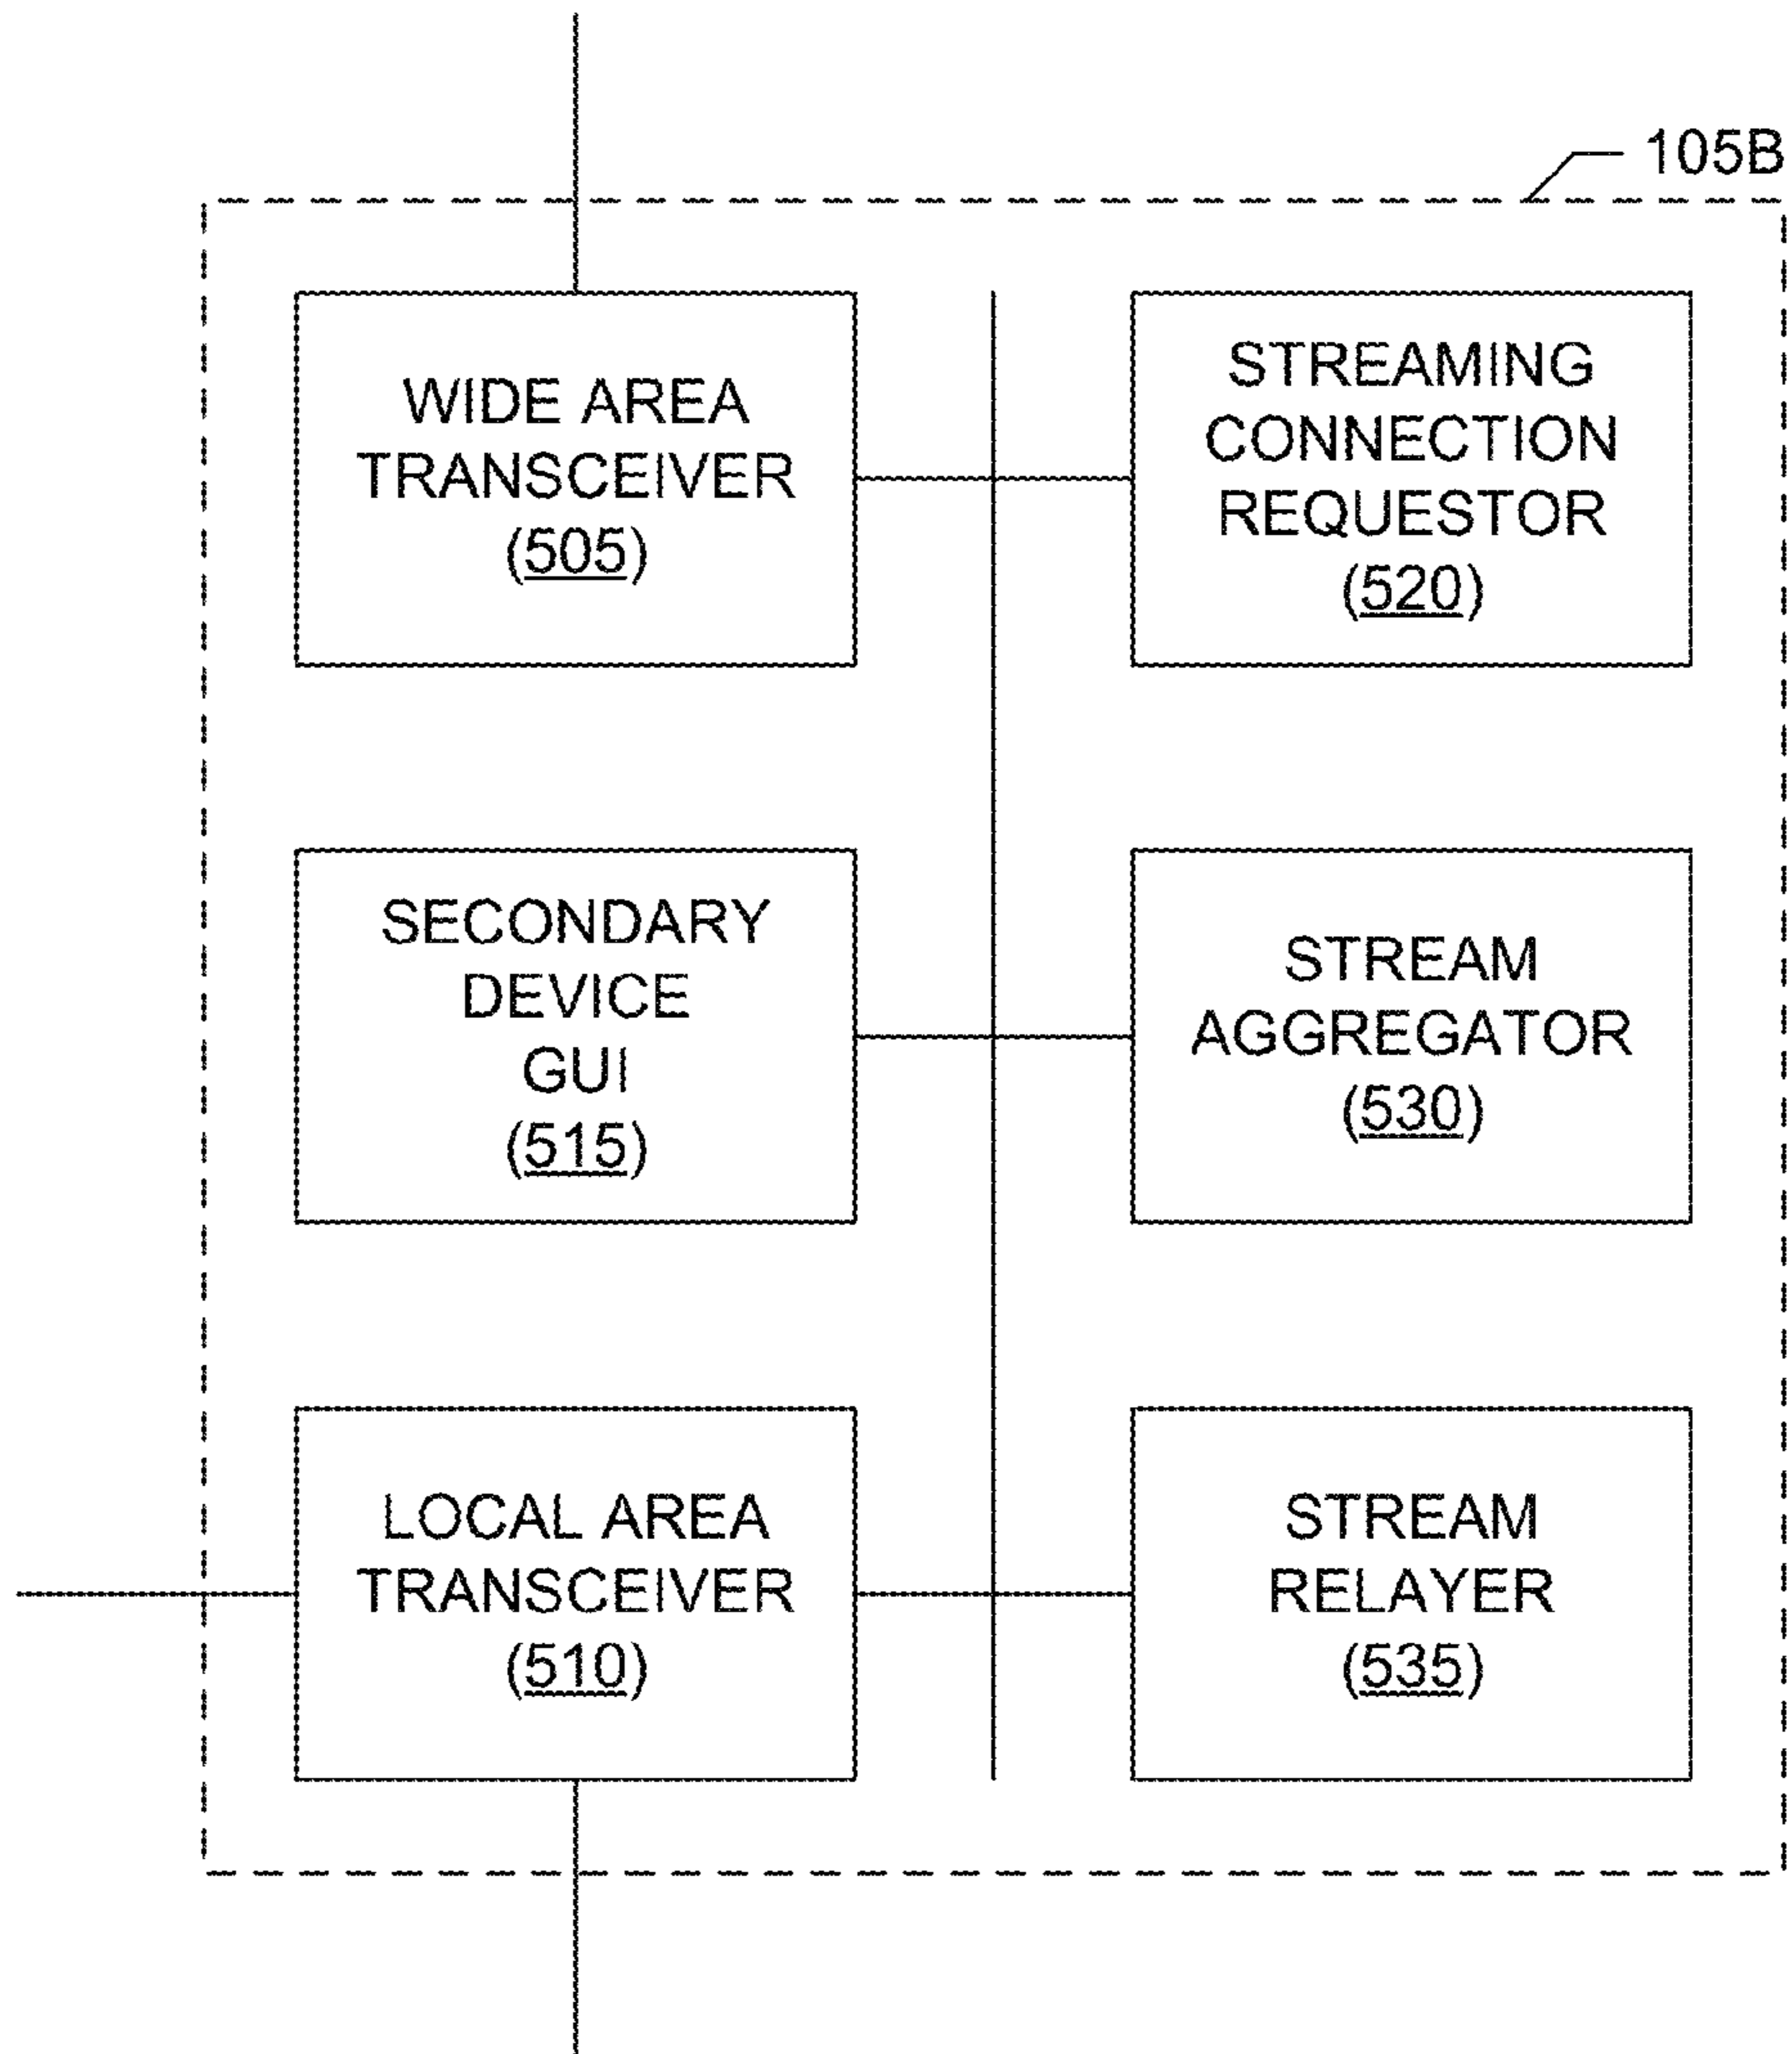 105B
WIDE AREA
TRANSCEIVER
(505)
STREAMING
CONNECTION
REQUESTOR
(520)
SECONDARY
DEVICE
GUI
(515)
STREAM
AGGREGATOR
(530)
LOCAL AREA
TRANSCEIVER
(510)
STREAM
RELAYER
(535)